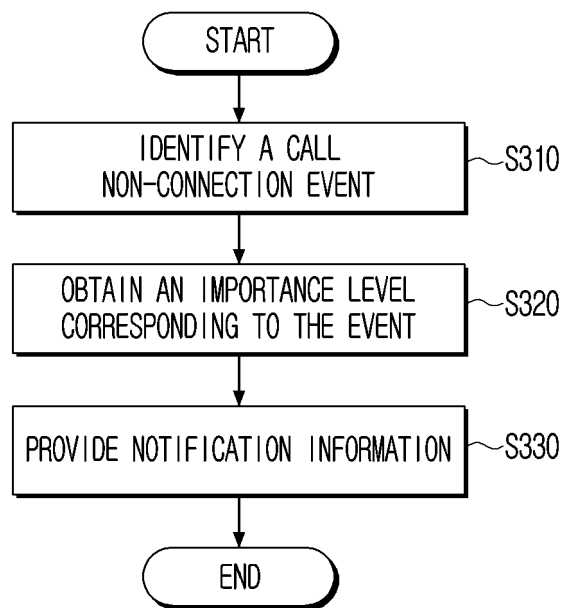 START
IDENTIFY A CALL
NON-CONNECTION EVENT
S310
OBTAIN AN IMPORTANCE LEVEL
CORRESPONDING TO THE EVENT
S320
PROVIDE NOTIFICATION INFORMATION
S330
END